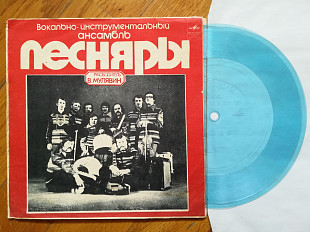 Вокально-инструментальный
ансамбль
ПЕСНЯРЫ
РУКОВОДИТЕЛЬ
В. МУЛЯВИН